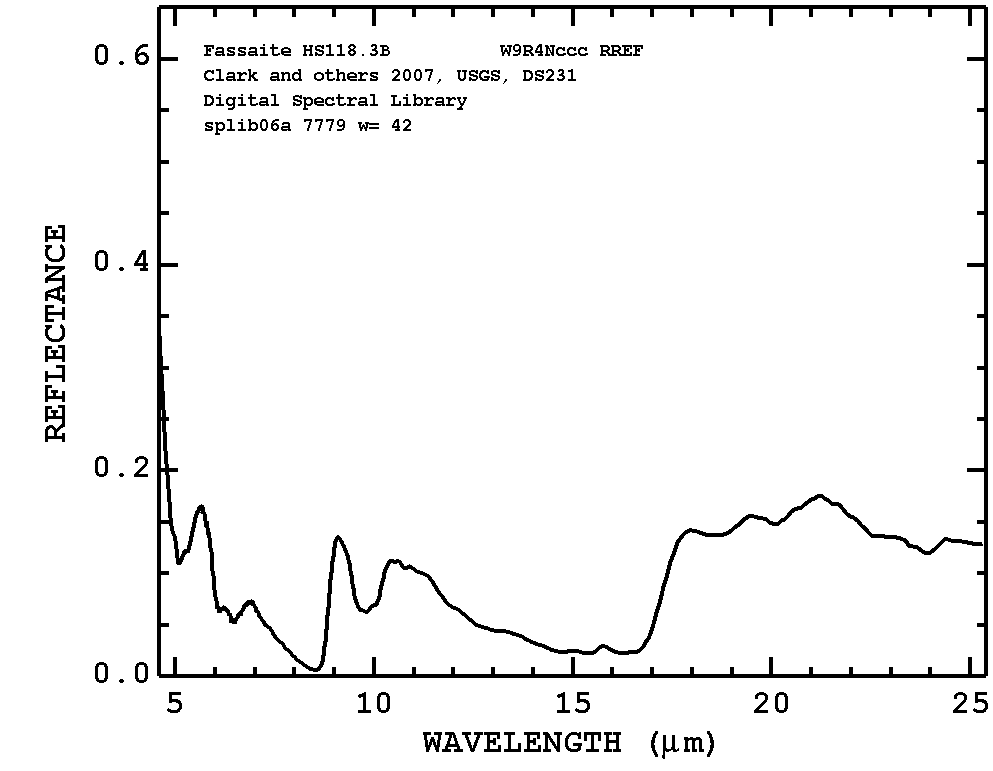 Fassaite HS118.3B W9R4Nccc RREF
Clark and others 2007, USGS, DS231
Digital Spectral Library
splib06a 7779 w= 42
0.6
0.4
0.2
0.0
REFLECTANCE
5 10 15 20 25
WAVELENGTH (μm)